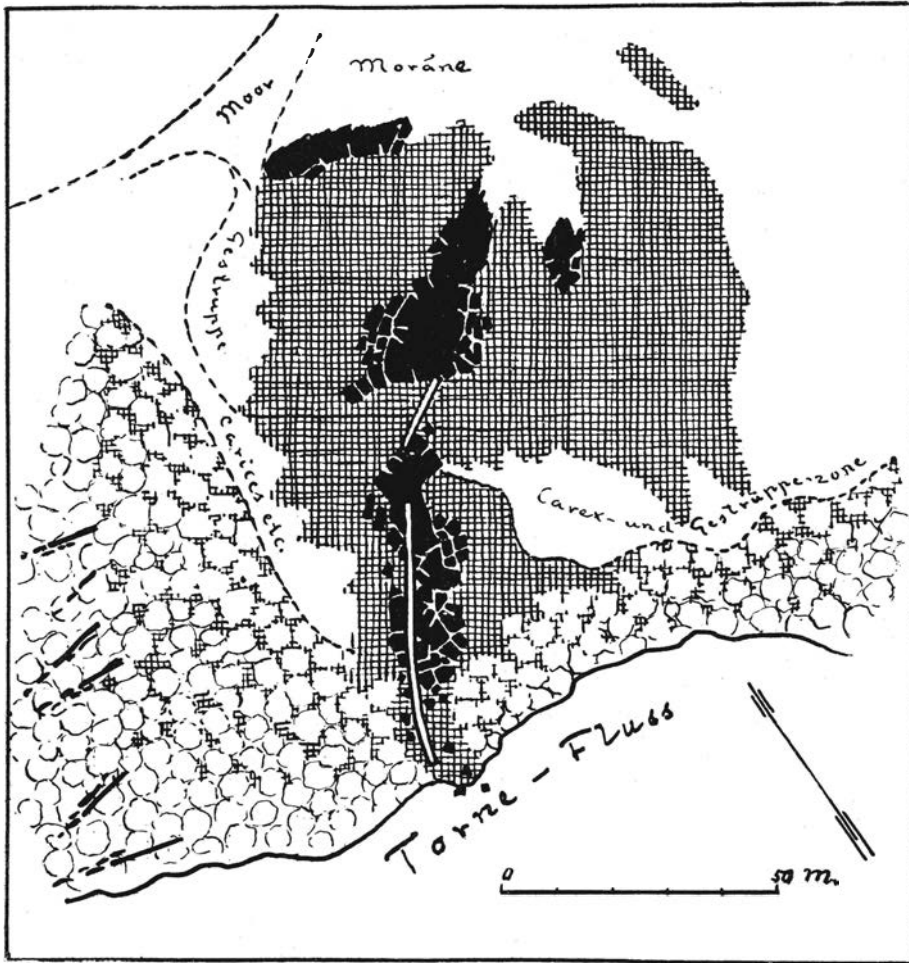 Moräne
Moor
Gestrüppe
Carices etc.
Carex- und Gestrüppe-zone
Torne - Fluss
0 50 m.